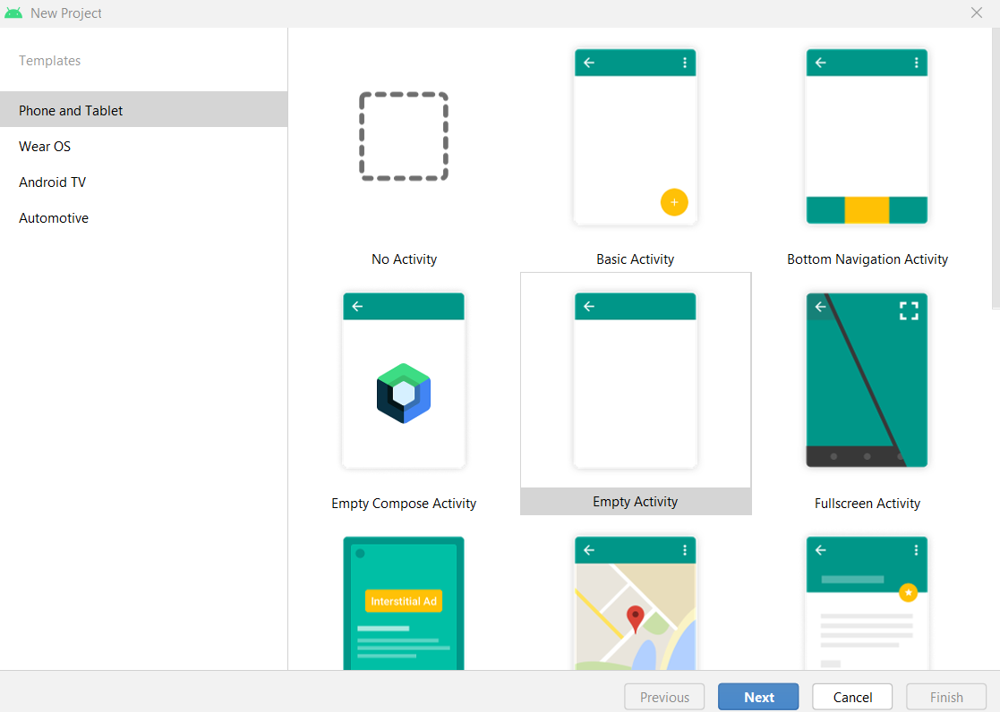 New Project
Templates
Phone and Tablet
Wear OS
Android TV
Automotive
No Activity
Basic Activity
Bottom Navigation Activity
Empty Compose Activity
Empty Activity
Fullscreen Activity
Interstitial Ad
Previous
Next
Cancel
Finish